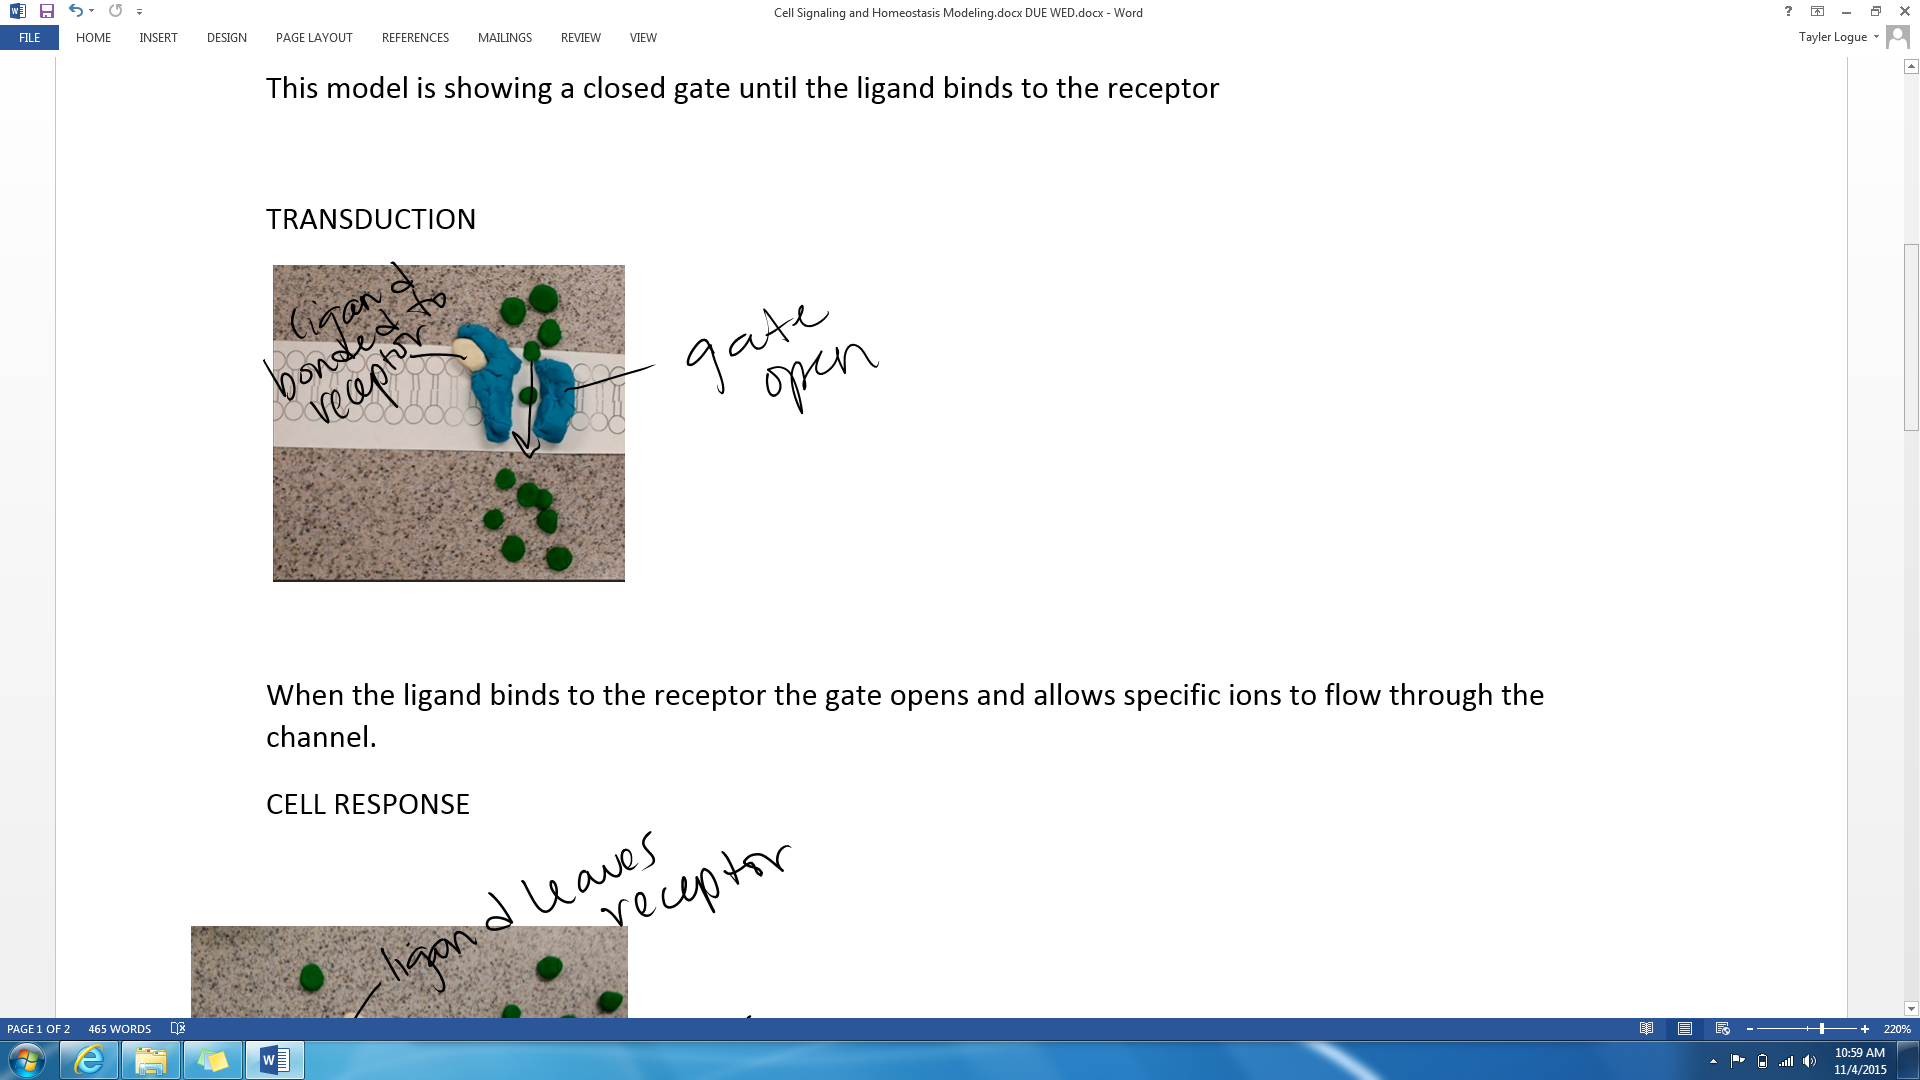 Cell Signaling and Homeostasis Modeling.docx DUE WED.docx - Word
FILE HOME INSERT DESIGN PAGE LAYOUT REFERENCES MAILINGS REVIEW VIEW
Tayler Logue
This model is showing a closed gate until the ligand binds to the receptor
TRANSDUCTION
ligand
bonded to
receptor
gate
open
When the ligand binds to the receptor the gate opens and allows specific ions to flow through the
channel.
CELL RESPONSE
ligand leaves
receptor
PAGE 1 OF 2 465 WORDS
220%
10:59 AM
11/4/2015